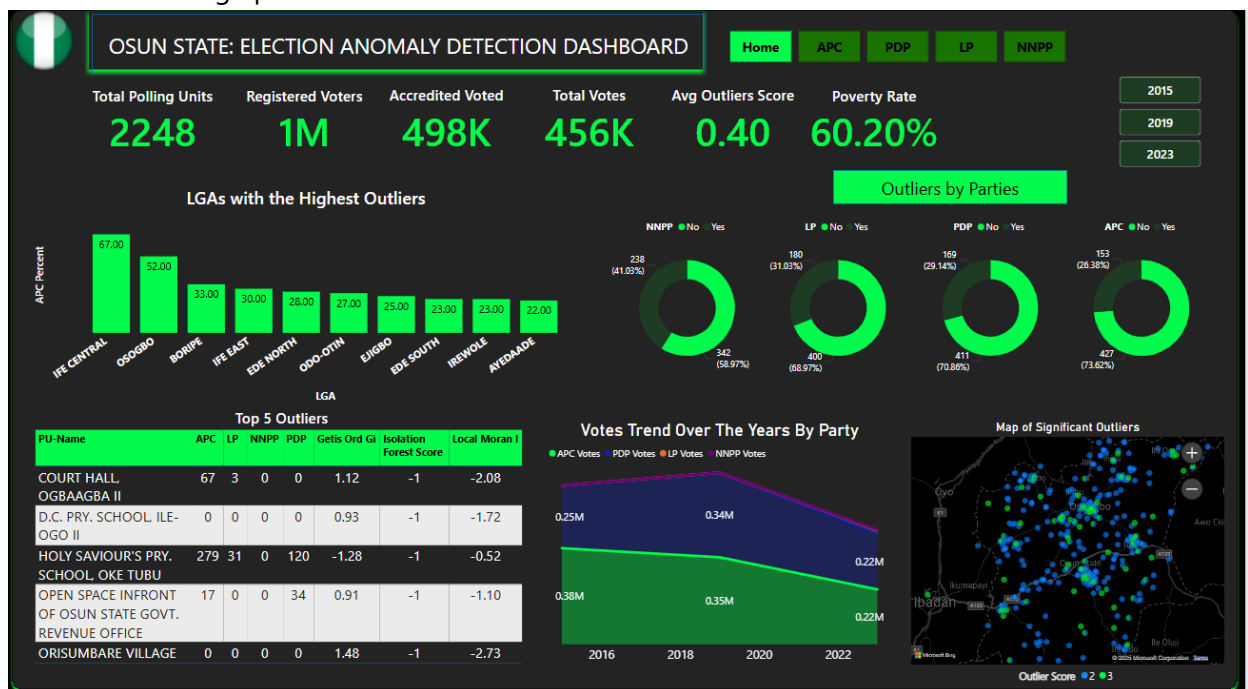 OSUN STATE: ELECTION ANOMALY DETECTION DASHBOARD
Home APC PDP LP NNPP
Total Polling Units Registered Voters Accredited Voted Total Votes Avg Outliers Score Poverty Rate
2248 1M 498K 456K 0.40 60.20%
2015
2019
2023
LGAs with the Highest Outliers
APC Percent
67.00 52.00 33.00 30.00 28.00 27.00 25.00 23.00 23.00 22.00
IFE CENTRAL OSOGBO BORIPE IFE EAST EDE NORTH ODO-OTIN EJIGBO EDE SOUTH IREWOLE AYEDAADE
LGA
Outliers by Parties
NNPP No Yes
238
(41.03%)
342
(58.97%)
LP No Yes
180
(31.03%)
400
(68.97%)
PDP No Yes
169
(29.14%)
411
(70.86%)
APC No Yes
153
(26.38%)
427
(73.62%)
Top 5 Outliers
PU-Name APC LP NNPP PDP Getis Ord Gi Isolation Local Moran I
Forest Score
COURT HALL, 67 3 0 0 1.12 -1 -2.08
OGBAAGBA II
D.C. PRY. SCHOOL, ILE- 0 0 0 0 0.93 -1 -1.72
OGO II
HOLY SAVIOUR'S PRY. 279 31 0 120 -1.28 -1 -0.52
SCHOOL, OKE TUBU
OPEN SPACE INFRONT 17 0 0 34 0.91 -1 -1.10
OF OSUN STATE GOVT.
REVENUE OFFICE
ORISUMBARE VILLAGE 0 0 0 0 1.48 -1 -2.73
Votes Trend Over The Years By Party
APC Votes PDP Votes LP Votes NNPP Votes
0.25M 0.34M 0.22M
0.38M 0.35M 0.22M
2016 2018 2020 2022
Map of Significant Outliers
Oyo
Ikumapayi
Ibadan
Ile Oluji
Microsoft Bing
© 2025 Microsoft Corporation Terms
Outlier Score 2 3